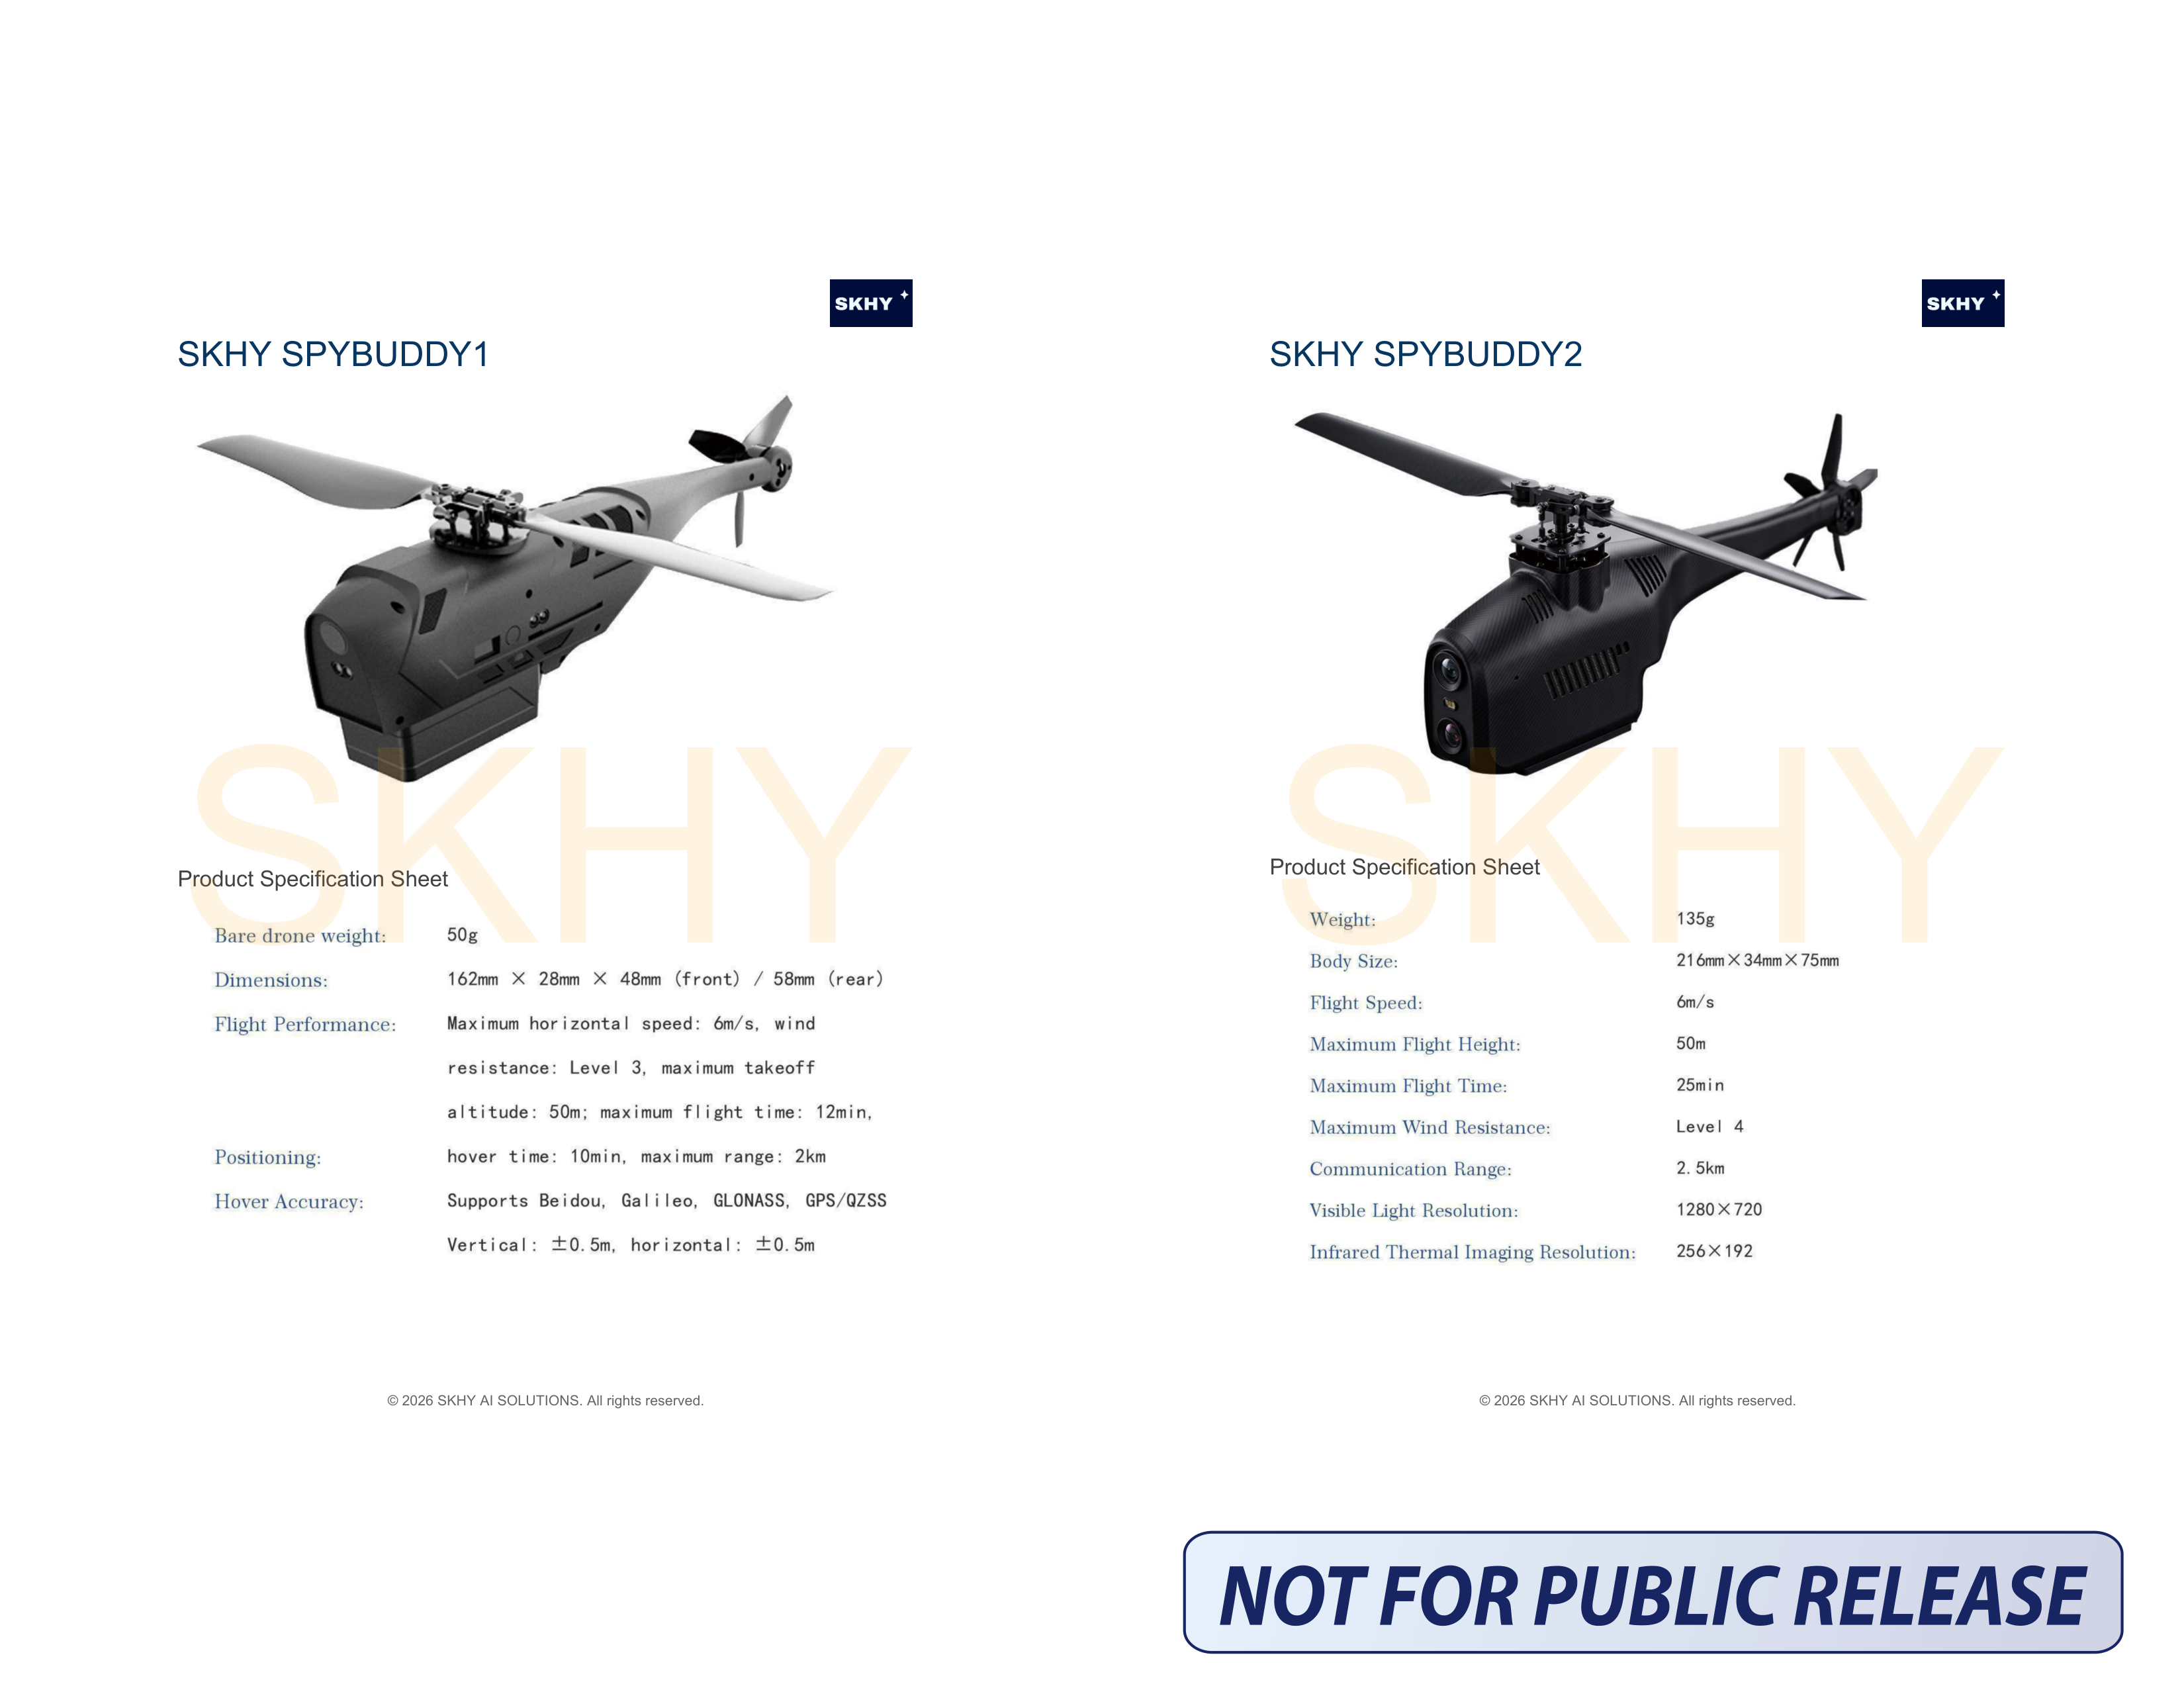 SKHY
SKHY SPYBUDDY1
SKHY
Product Specification Sheet
Bare drone weight: 50g
Dimensions: 162mm × 28mm × 48mm (front) / 58mm (rear)
Flight Performance: Maximum horizontal speed: 6m/s, wind
resistance: Level 3, maximum takeoff
altitude: 50m; maximum flight time: 12min,
Positioning: hover time: 10min, maximum range: 2km
Hover Accuracy: Supports Beidou, Galileo, GLONASS, GPS/QZSS
Vertical: ±0.5m, horizontal: ±0.5m
© 2026 SKHY AI SOLUTIONS. All rights reserved.
SKHY
SKHY SPYBUDDY2
SKHY
Product Specification Sheet
Weight: 135g
Body Size: 216mm×34mm×75mm
Flight Speed: 6m/s
Maximum Flight Height: 50m
Maximum Flight Time: 25min
Maximum Wind Resistance: Level 4
Communication Range: 2.5km
Visible Light Resolution: 1280×720
Infrared Thermal Imaging Resolution: 256×192
© 2026 SKHY AI SOLUTIONS. All rights reserved.
NOT FOR PUBLIC RELEASE